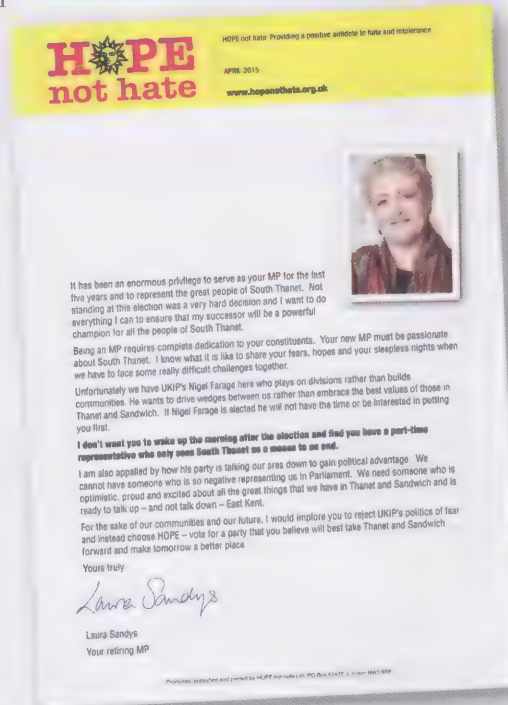 HOPE
not hate
HOPE not hate Providing a positive antidote to hate and intolerance
APRIL 2015
www.hopenothate.org.uk
It has been an enormous privilege to serve as your MP for the last
five years and to represent the great people of South Thanet. Not
standing at this election was a very hard decision and I want to do
everything I can to ensure that my successor will be a powerful
champion for all the people of South Thanet.
Being an MP requires complete dedication to your constituents. Your new MP must be passionate
about South Thanet. I know what it is like to share your fears, hopes and your sleepless nights when
we have to face some really difficult challenges together.
Unfortunately we have UKIP's Nigel Farage here who plays on divisions rather than builds
communities. He wants to drive wedges between us rather than embrace the best values of those in
Thanet and Sandwich. If Nigel Farage is elected he will not have the time or be interested in putting
you first.
I don't want you to wake up the morning after the election and find you have a part-time
representative who only sees South Thanet as a means to an end.
I am also appalled by how his party is talking our area down to gain political advantage We
cannot have someone who is so negative representing us in Parliament. We need someone who is
optimistic, proud and excited about all the great things that we have in Thanet and Sandwich and is
ready to talk up – and not talk down – East Kent.
For the sake of our communities and our future, I would implore you to reject UKIP's politics of fear
and instead choose HOPE – vote for a party that you believe will best take Thanet and Sandwich
forward and make tomorrow a better place
Yours truly
Laura Sandys
Laura Sandys
Your retiring MP
Promoted, published and printed by HOPE not hate Ltd, PO Box